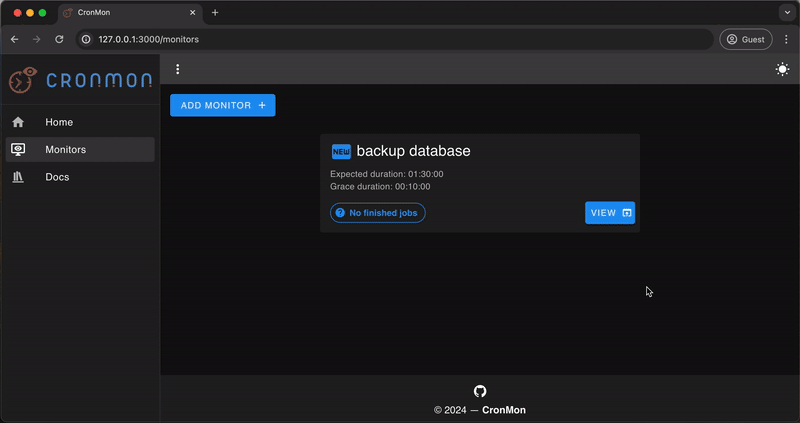 CronMon
127.0.0.1:3000/monitors
Guest
CRONMON
ADD MONITOR +
Home
Monitors
Docs
NEW backup database
Expected duration: 01:30:00
Grace duration: 00:10:00
? No finished jobs
VIEW
© 2024 — CronMon